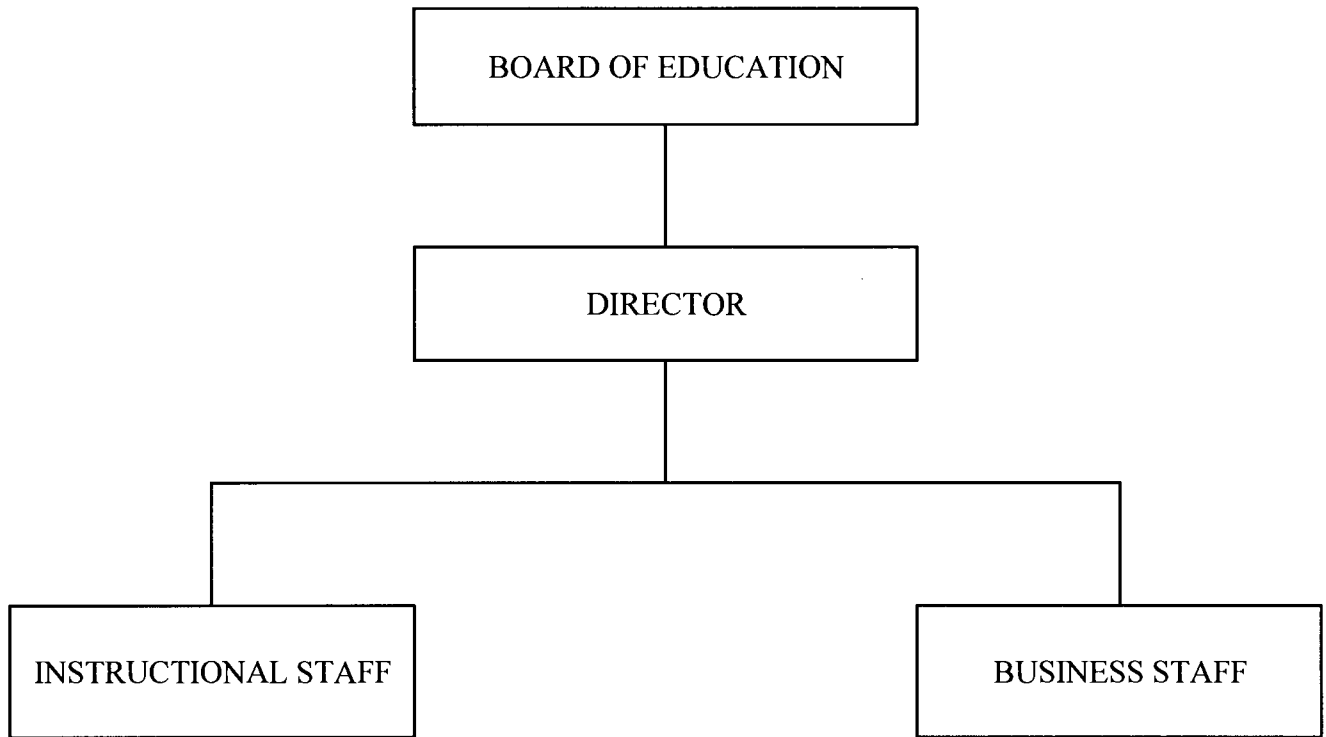 BOARD OF EDUCATION
DIRECTOR
INSTRUCTIONAL STAFF
BUSINESS STAFF